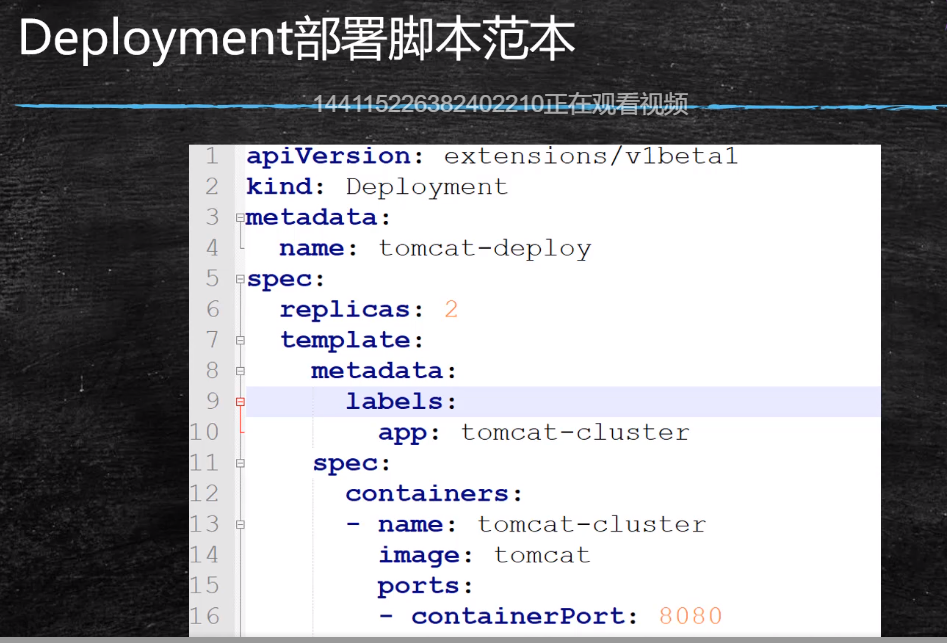 Deployment部署脚本范本
144115226382402210正在观看视频
1 apiVersion: extensions/v1beta1
2 kind: Deployment
3 metadata:
4   name: tomcat-deploy
5 spec:
6   replicas: 2
7   template:
8     metadata:
9       labels:
10         app: tomcat-cluster
11     spec:
12       containers:
13       - name: tomcat-cluster
14         image: tomcat
15         ports:
16         - containerPort: 8080